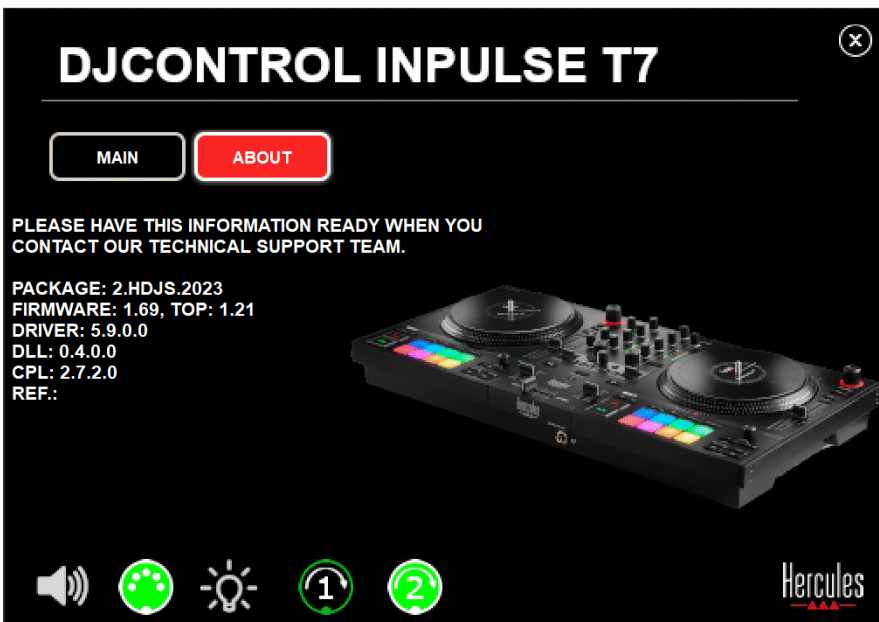 DJCONTROL INPULSE T7
X
MAIN
ABOUT
PLEASE HAVE THIS INFORMATION READY WHEN YOU
CONTACT OUR TECHNICAL SUPPORT TEAM.
PACKAGE: 2.HDJS.2023
FIRMWARE: 1.69, TOP: 1.21
DRIVER: 5.9.0.0
DLL: 0.4.0.0
CPL: 2.7.2.0
REF.:
1
2
Hercules